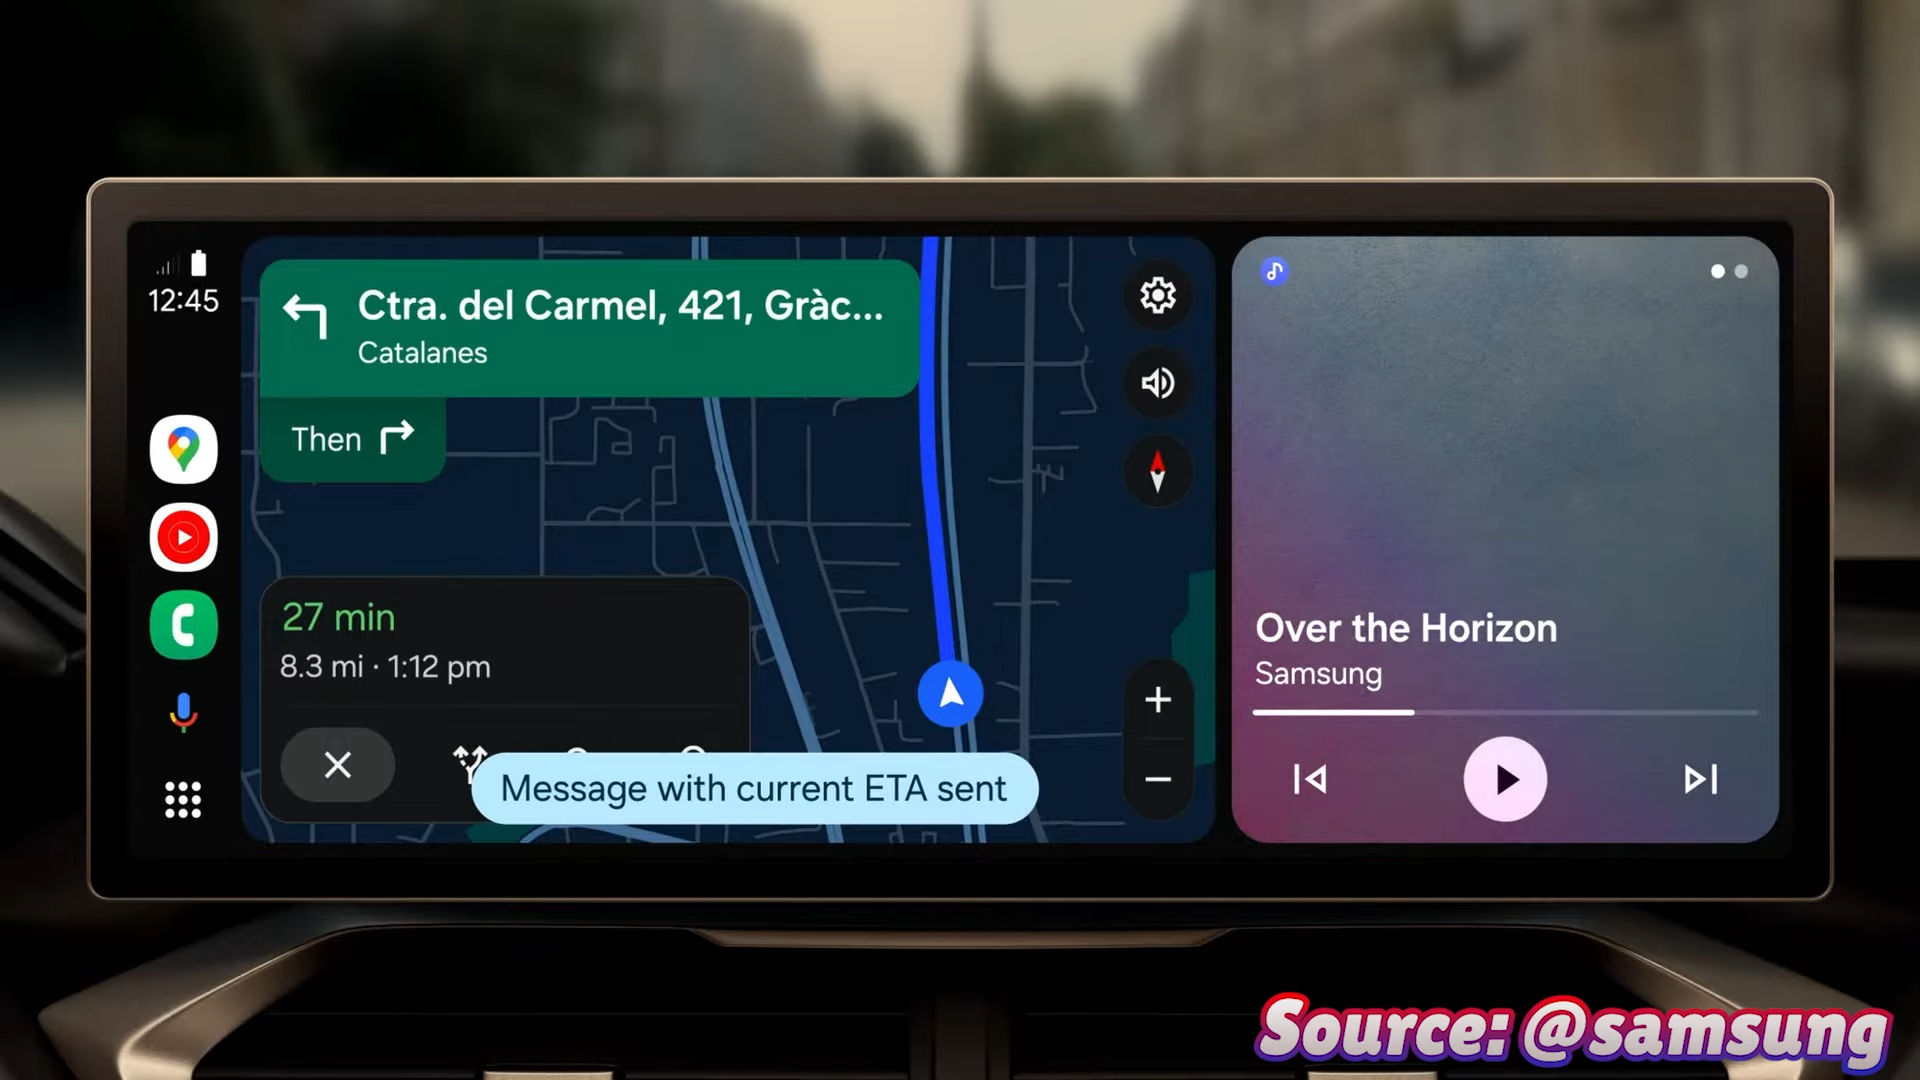 12:45
Ctra. del Carmel, 421, Gràc...
Catalanes
Then
27 min
8.3 mi · 1:12 pm
Message with current ETA sent
Over the Horizon
Samsung
Source: @samsung